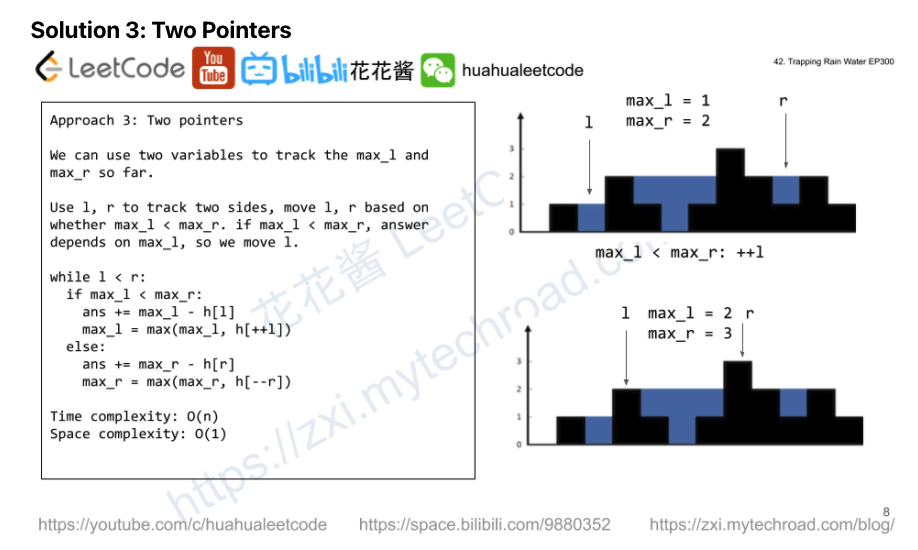 Solution 3: Two Pointers
LeetCode You Tube bilibili 花花酱 huahualeetcode
42. Trapping Rain Water EP300
Approach 3: Two pointers
We can use two variables to track the max_l and
max_r so far.
Use l, r to track two sides, move l, r based on
whether max_l < max_r. if max_l < max_r, answer
depends on max_l, so we move l.
while l < r:
if max_l < max_r:
ans += max_l - h[l]
max_l = max(max_l, h[++l])
else:
ans += max_r - h[r]
max_r = max(max_r, h[--r])
Time complexity: O(n)
Space complexity: O(1)
max_l = 1
max_r = 2
l
r
3
2
1
0
max_l < max_r: ++l
l max_l = 2 r
max_r = 3
3
2
1
0
花花酱 LeetC
https://zxi.mytechroad.com
8
https://youtube.com/c/huahualeetcode https://space.bilibili.com/9880352 https://zxi.mytechroad.com/blog/